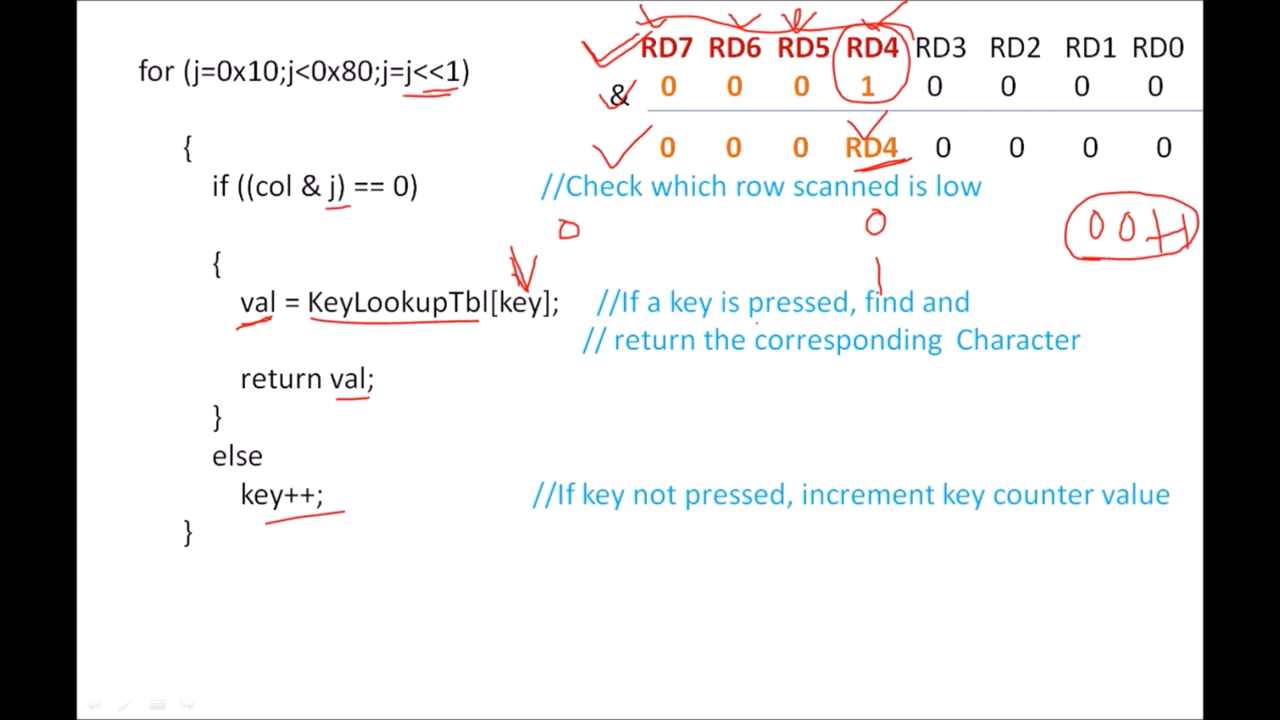 for (j=0x10;j<0x80;j=j<<1)
RD7 RD6 RD5 RD4 RD3 RD2 RD1 RD0
& 0 0 0 1 0 0 0 0
{
0 0 0 RD4 0 0 0 0
if ((col & j) == 0) //Check which row scanned is low
0 0 00H
{
1
val = KeyLookupTbl[key]; //If a key is pressed, find and
// return the corresponding Character
return val;
}
else
key++; //If key not pressed, increment key counter value
}